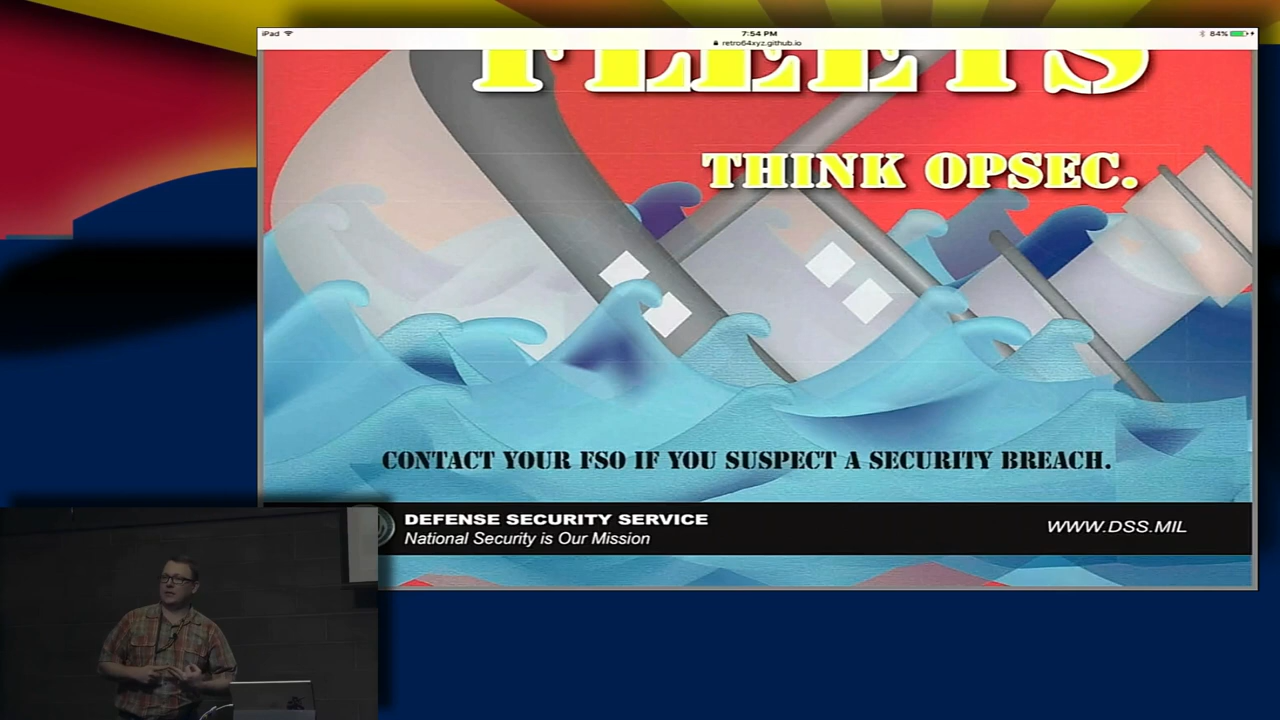 iPad
7:54 PM
84%
retro64xyz.github.io
FLEETS
THINK OPSEC.
CONTACT YOUR FSO IF YOU SUSPECT A SECURITY BREACH.
DEFENSE SECURITY SERVICE
National Security is Our Mission
WWW.DSS.MIL